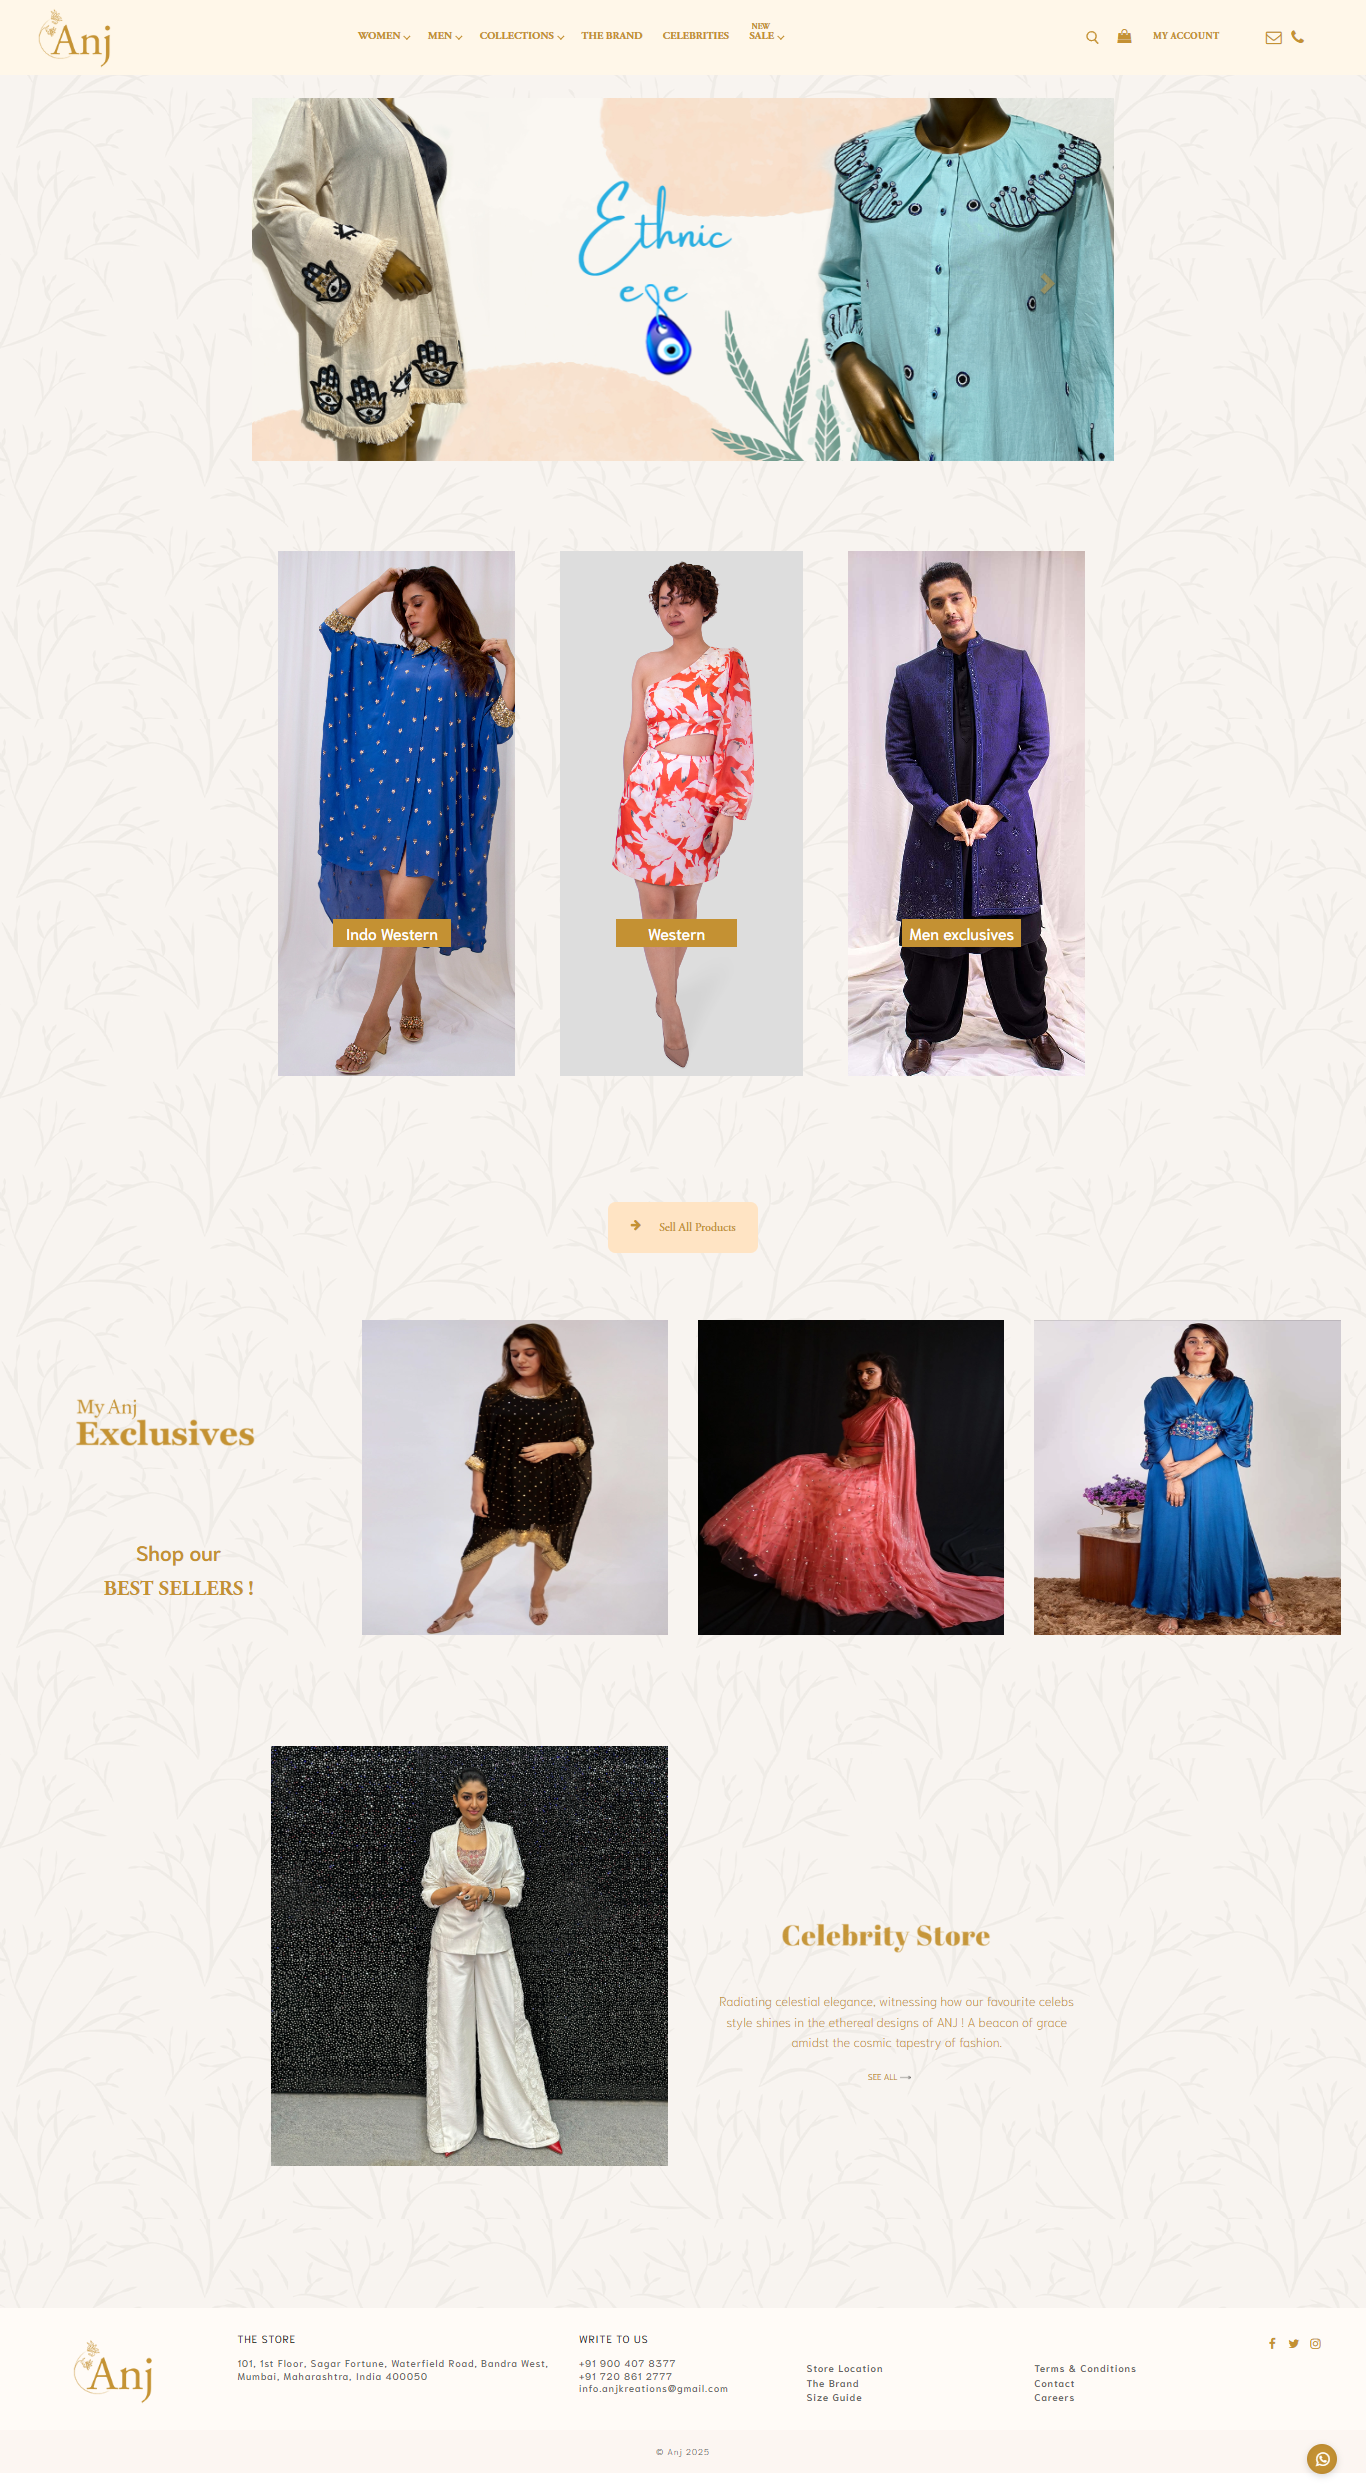 Anj
WOMEN
MEN
COLLECTIONS
THE BRAND
CELEBRITIES
NEW
SALE
MY ACCOUNT
Ethnic
eye
Indo Western
Western
Men exclusives
Sell All Products
My Anj
Exclusives
Shop our
BEST SELLERS !
Celebrity Store
Radiating celestial elegance, witnessing how our favourite celebs
style shines in the ethereal designs of ANJ ! A beacon of grace
amidst the cosmic tapestry of fashion.
SEE ALL
Anj
THE STORE
101, 1st Floor, Sagar Fortune, Waterfield Road, Bandra West,
Mumbai, Maharashtra, India 400050
WRITE TO US
+91 900 407 8377
+91 720 861 2777
info.anjkreations@gmail.com
Store Location
The Brand
Size Guide
Terms & Conditions
Contact
Careers
© Anj 2025